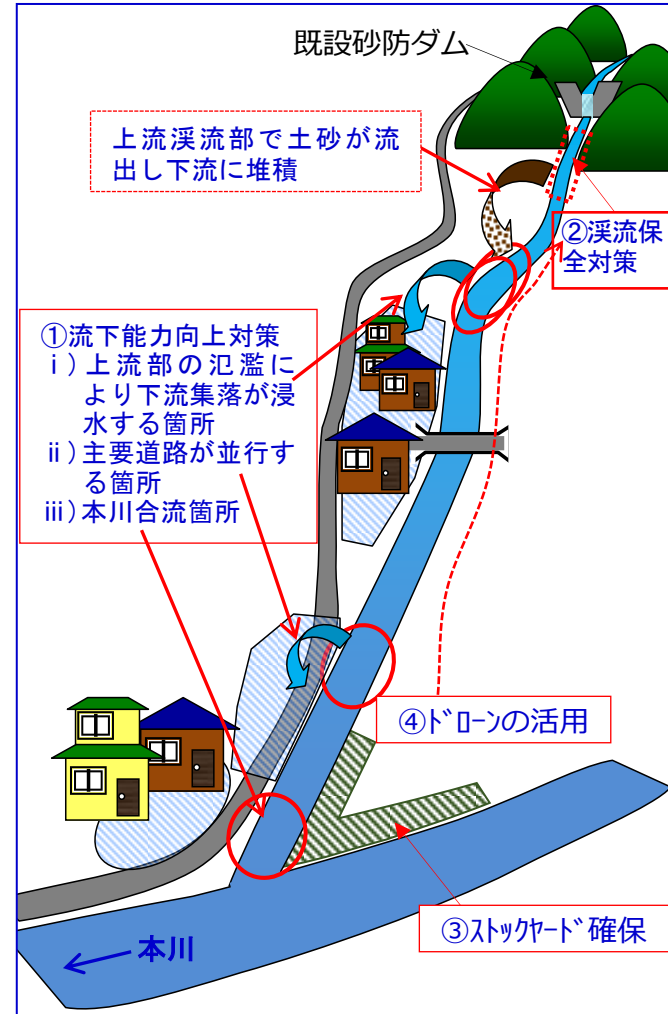 既設砂防ダム
上流渓流部で土砂が流
出し下流に堆積
②渓流保
全対策
①流下能力向上対策
ⅰ)上流部の氾濫に
より下流集落が浸
水する箇所
ⅱ)主要道路が並行す
る箇所
ⅲ)本川合流箇所
④ドローンの活用
③ストックヤード確保
本川